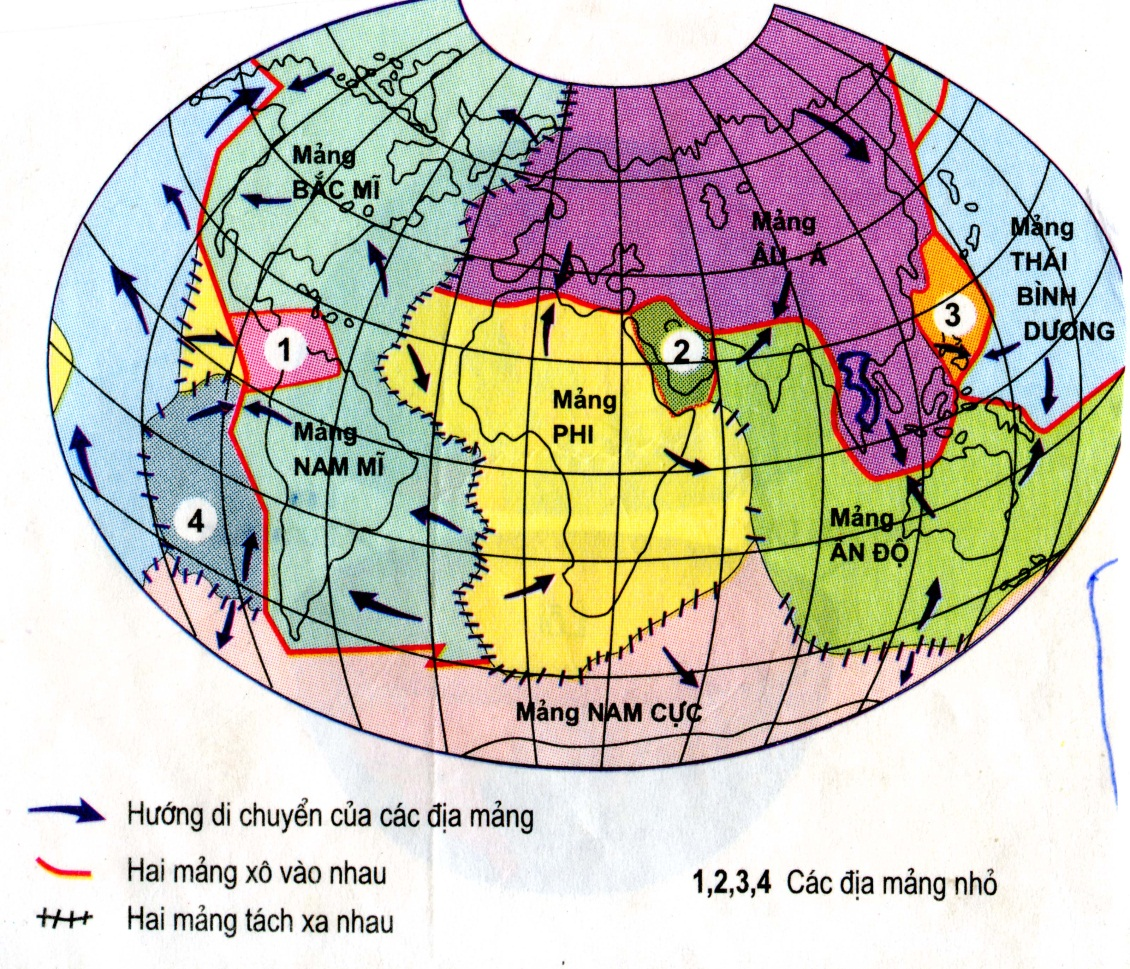 Mảng
BẮC MĨ
Mảng
ÂU - Á
Mảng
THÁI
BÌNH
DƯƠNG
3
1
2
Mảng
PHI
Mảng
NAM MĨ
4
Mảng
ẤN ĐỘ
Mảng NAM CỰC
Hướng di chuyển của các địa mảng
Hai mảng xô vào nhau
Hai mảng tách xa nhau
1,2,3,4 Các địa mảng nhỏ